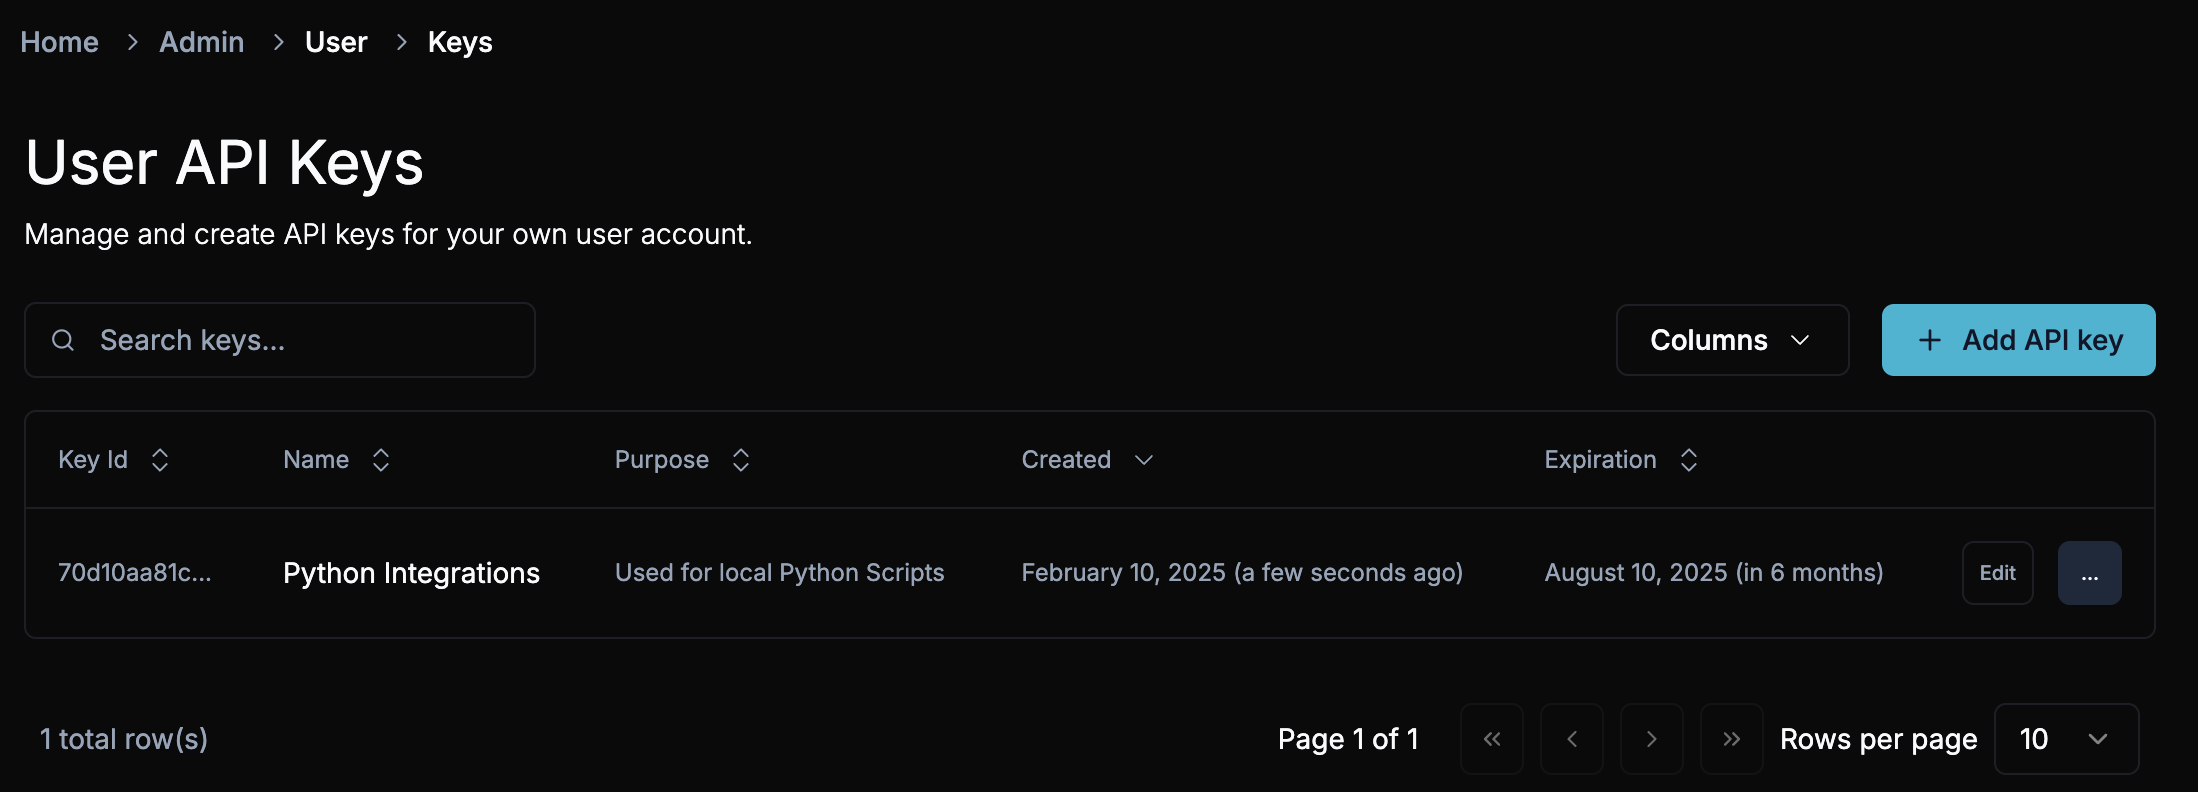 Home > Admin > User > Keys
User API Keys
Manage and create API keys for your own user account.
Search keys...
Columns
+ Add API key
Key Id Name Purpose Created Expiration
70d10aa81c... Python Integrations Used for local Python Scripts February 10, 2025 (a few seconds ago) August 10, 2025 (in 6 months) Edit ...
1 total row(s) Page 1 of 1 « ‹ › » Rows per page 10